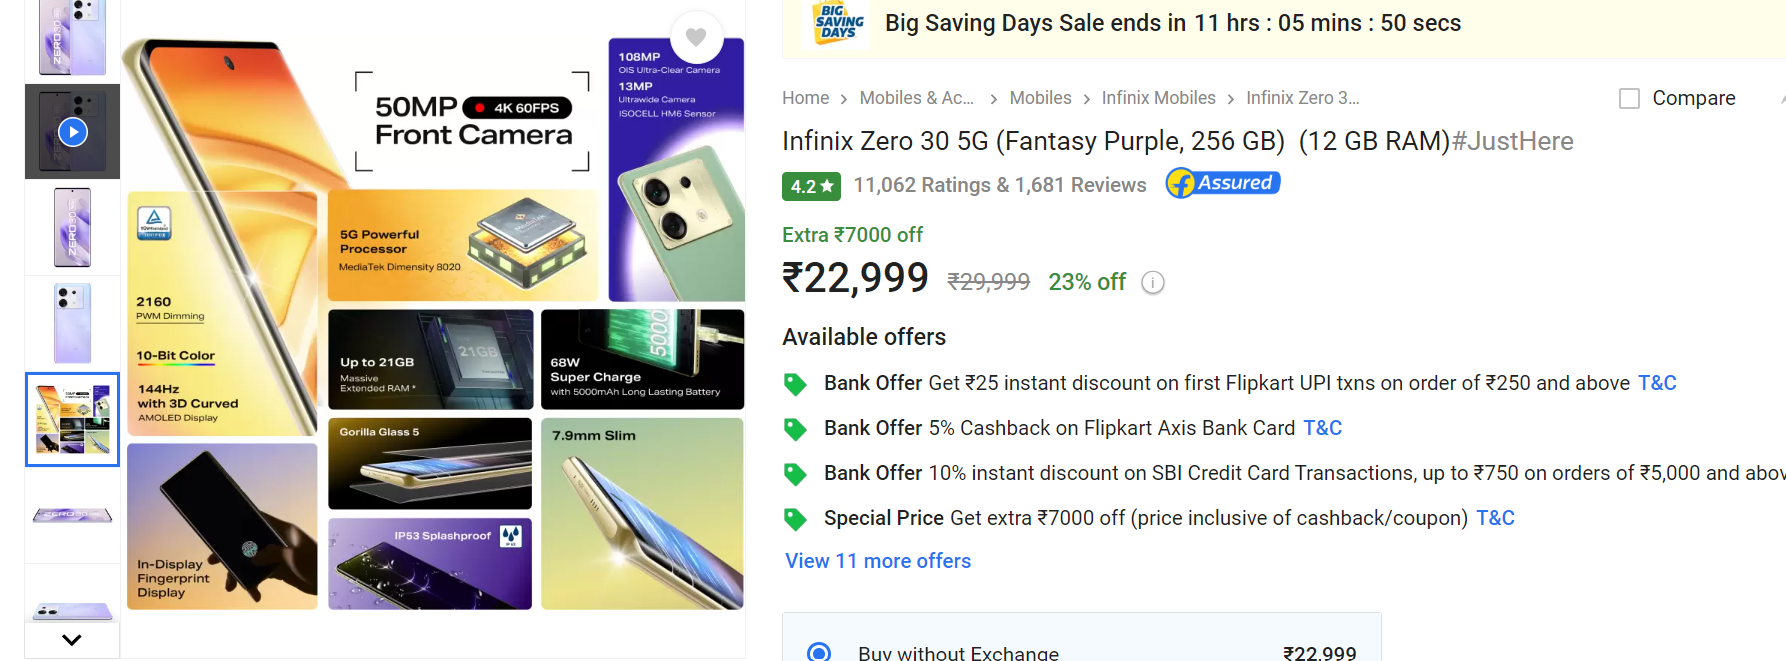 BIG
SAVING
DAYS
Big Saving Days Sale ends in 11 hrs : 05 mins : 50 secs
Home > Mobiles & Ac... > Mobiles > Infinix Mobiles > Infinix Zero 3...
Compare
Infinix Zero 30 5G (Fantasy Purple, 256 GB) (12 GB RAM)#JustHere
4.2★ 11,062 Ratings & 1,681 Reviews
Assured
Extra ₹7000 off
₹22,999 ₹29,999 23% off
Available offers
Bank Offer Get ₹25 instant discount on first Flipkart UPI txns on order of ₹250 and above T&C
Bank Offer 5% Cashback on Flipkart Axis Bank Card T&C
Bank Offer 10% instant discount on SBI Credit Card Transactions, up to ₹750 on orders of ₹5,000 and abov
Special Price Get extra ₹7000 off (price inclusive of cashback/coupon) T&C
View 11 more offers
Buy without Exchange ₹22,999
50MP 4K 60FPS
Front Camera
108MP
OIS Ultra-Clear Camera
13MP
Ultrawide Camera
ISOCELL HM6 Sensor
5G Powerful
Processor
MediaTek Dimensity 8020
2160
PWM Dimming
10-Bit Color
144Hz
with 3D Curved
AMOLED Display
Up to 21GB
Massive
Extended RAM *
21GB
68W
Super Charge
with 5000mAh Long Lasting Battery
5000
Gorilla Glass 5
7.9mm Slim
In-Display
Fingerprint
Display
IP53 Splashproof
ZERO 30
ZERO 30